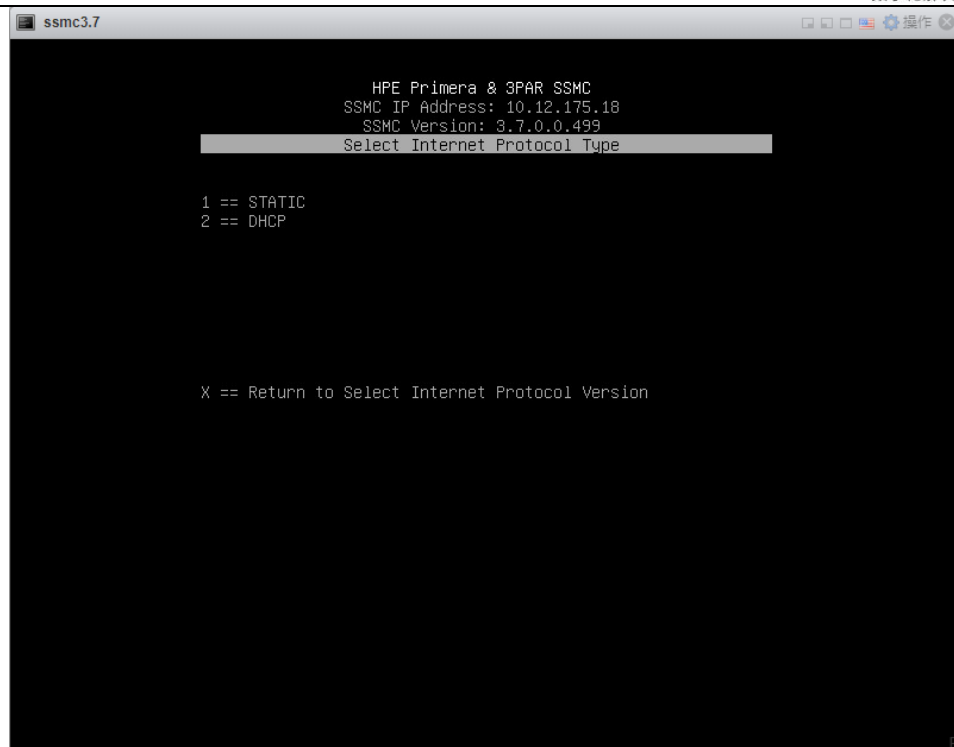 ssmc3.7
操作
HPE Primera & 3PAR SSMC
SSMC IP Address: 10.12.175.18
SSMC Version: 3.7.0.0.499
Select Internet Protocol Type
1 == STATIC
2 == DHCP
X == Return to Select Internet Protocol Version